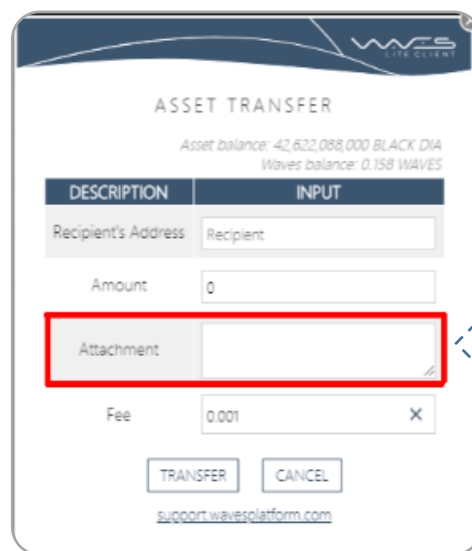 WAVES
LITE CLIENT
ASSET TRANSFER
Asset balance: 42,622,088,000 BLACK DIA
Waves balance: 0.158 WAVES
DESCRIPTION INPUT
Recipient's Address Recipient
Amount 0
Attachment
Fee 0.001 ×
TRANSFER CANCEL
support.wavesplatform.com